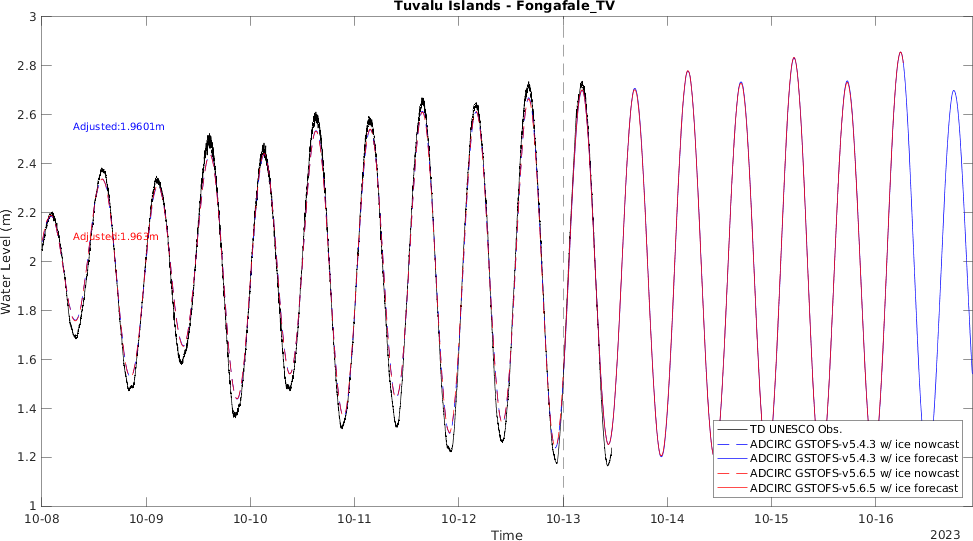 Tuvalu Islands - Fongafale_TV
3
2.8
2.6
2.4
2.2
2
1.8
1.6
1.4
1.2
1
Water Level (m)
Adjusted:1.9601m
Adjusted:1.963m
TD UNESCO Obs.
ADCIRC GSTOFS-v5.4.3 w/ ice nowcast
ADCIRC GSTOFS-v5.4.3 w/ ice forecast
ADCIRC GSTOFS-v5.6.5 w/ ice nowcast
ADCIRC GSTOFS-v5.6.5 w/ ice forecast
10-08 10-09 10-10 10-11 10-12 10-13 10-14 10-15 10-16
Time
2023